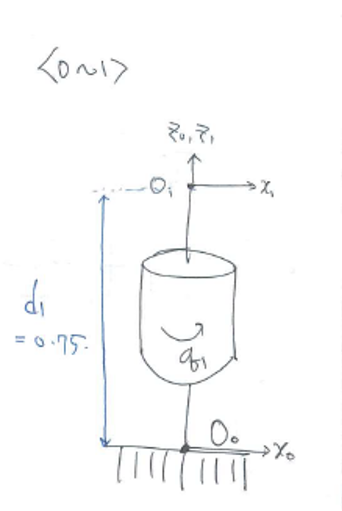 <0~1>
z₀, z₁
O₁
x₁
d₁
= 0.75.
q₁
O₀
x₀